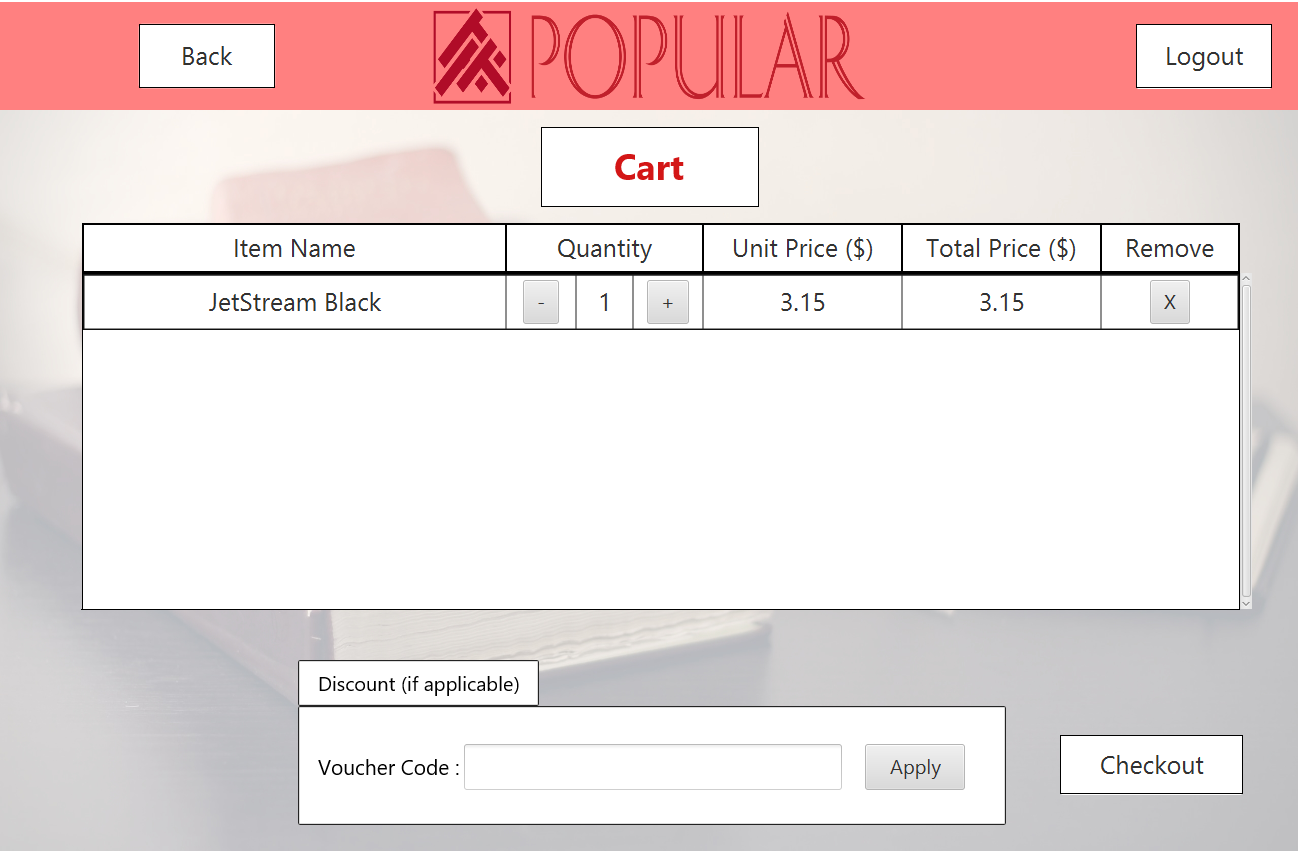 Back
POPULAR
Logout
Cart
Item Name Quantity Unit Price ($) Total Price ($) Remove
JetStream Black - 1 + 3.15 3.15 X
Discount (if applicable)
Voucher Code : Apply
Checkout